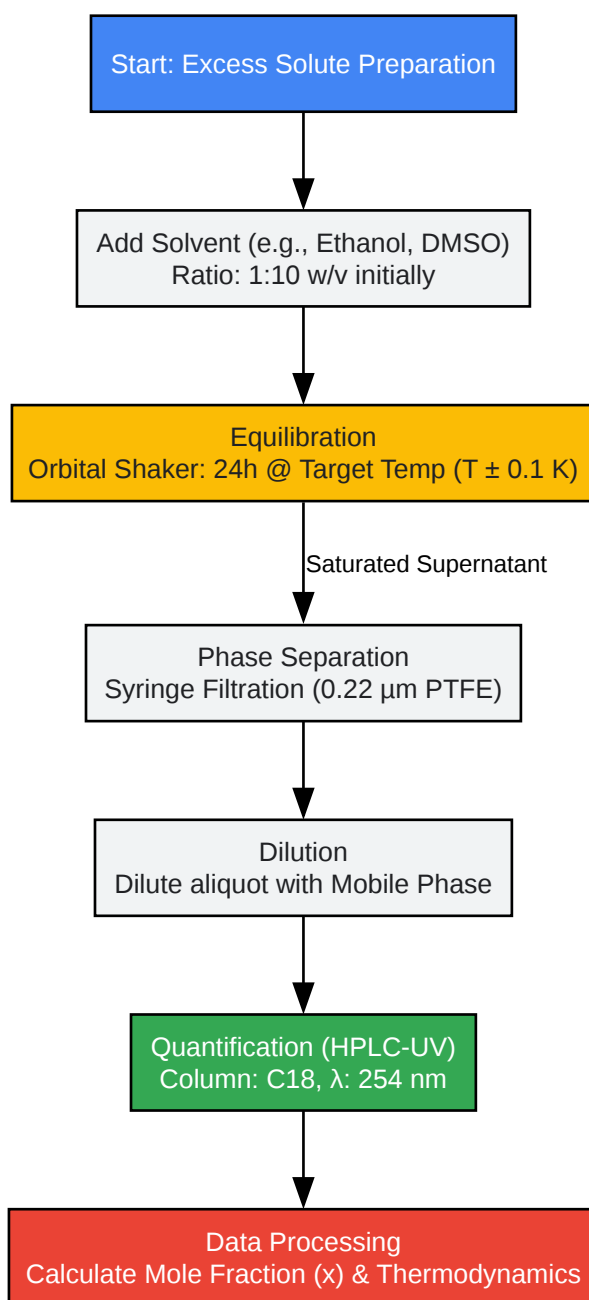 Start: Excess Solute Preparation
Add Solvent (e.g., Ethanol, DMSO)
Ratio: 1:10 w/v initially
Equilibration
Orbital Shaker: 24h @ Target Temp (T ± 0.1 K)
Saturated Supernatant
Phase Separation
Syringe Filtration (0.22 µm PTFE)
Dilution
Dilute aliquot with Mobile Phase
Quantification (HPLC-UV)
Column: C18, λ: 254 nm
Data Processing
Calculate Mole Fraction (x) & Thermodynamics